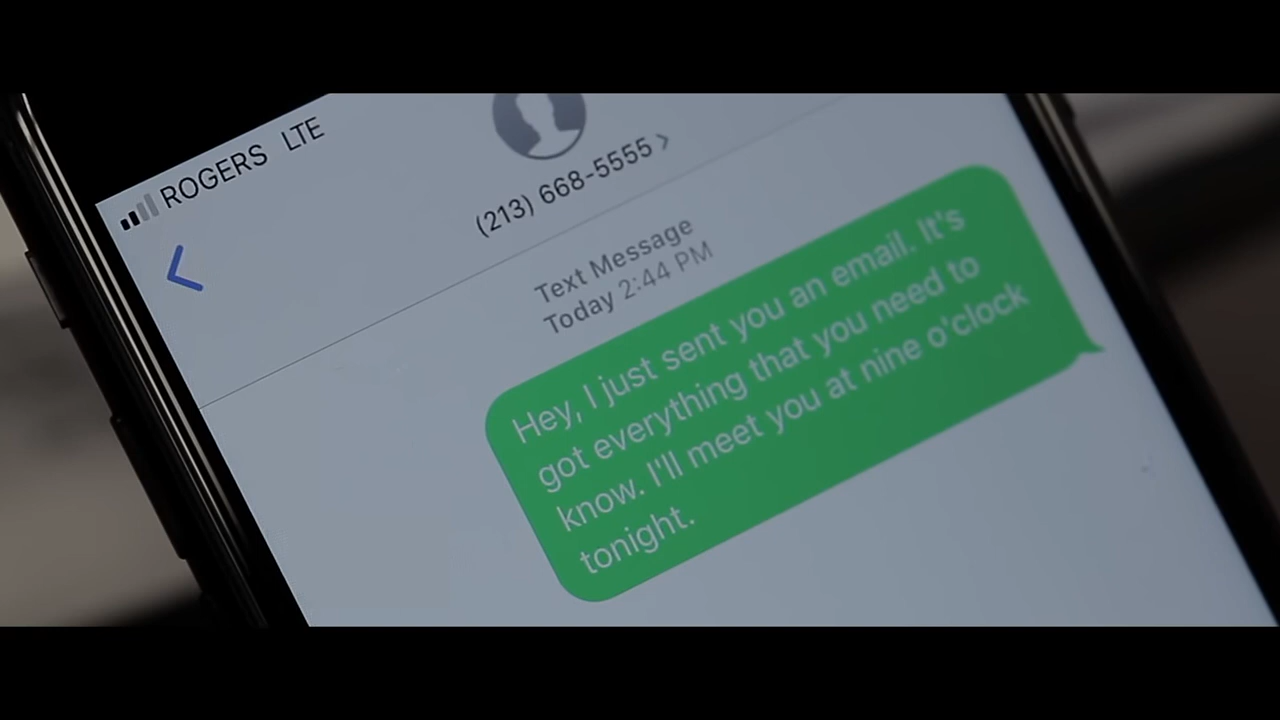 ROGERS LTE
(213) 668-5555 >
Text Message
Today 2:44 PM
Hey, I just sent you an email. It's
got everything that you need to
know. I'll meet you at nine o'clock
tonight.